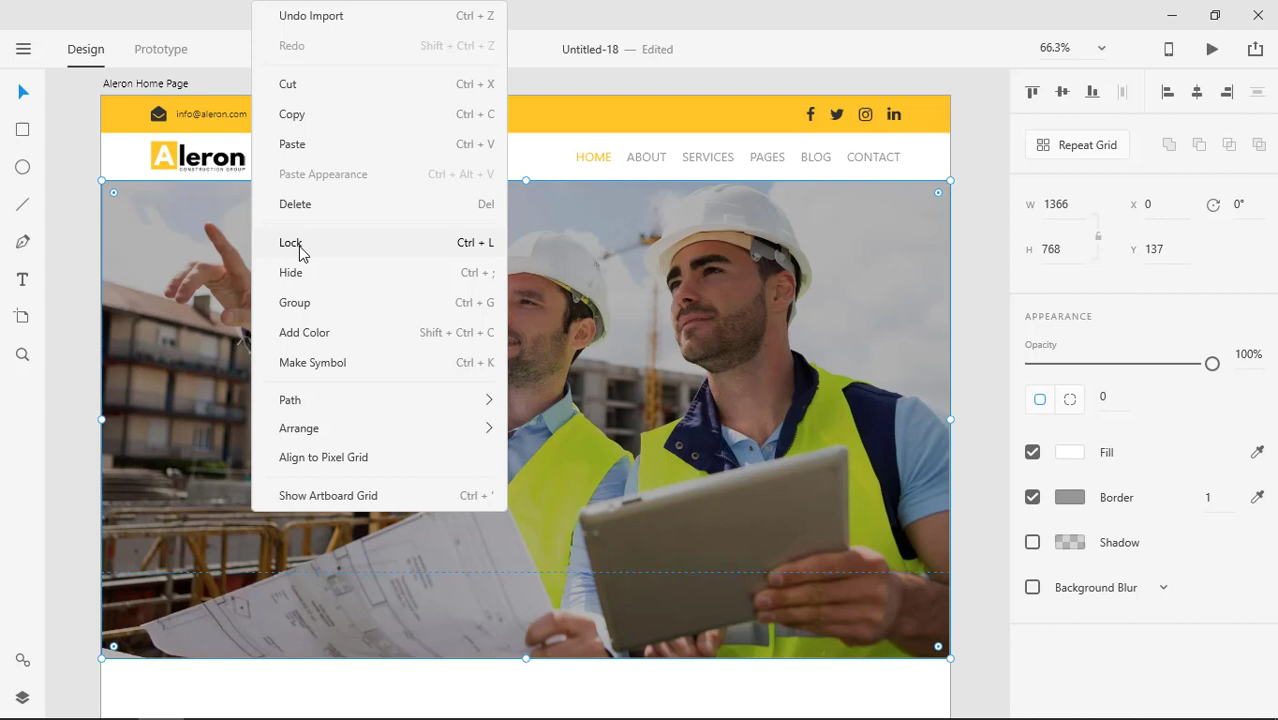 Undo Import Ctrl + Z
Design Prototype Redo Shift + Ctrl + Z Untitled-18 — Edited 66.3%
Aleron Home Page Cut Ctrl + X
info@aleron.com Copy Ctrl + C
Paste Ctrl + V
Paste Appearance Ctrl + Alt + V
Delete Del
Lock Ctrl + L
Hide Ctrl + ;
Group Ctrl + G
Add Color Shift + Ctrl + C
Make Symbol Ctrl + K
Path
Arrange
Align to Pixel Grid
Show Artboard Grid Ctrl + '
Aleron
CONSTRUCTION GROUP
HOME ABOUT SERVICES PAGES BLOG CONTACT
Repeat Grid
W 1366 X 0 0°
H 768 Y 137
APPEARANCE
Opacity
100%
0
Fill
Border 1
Shadow
Background Blur